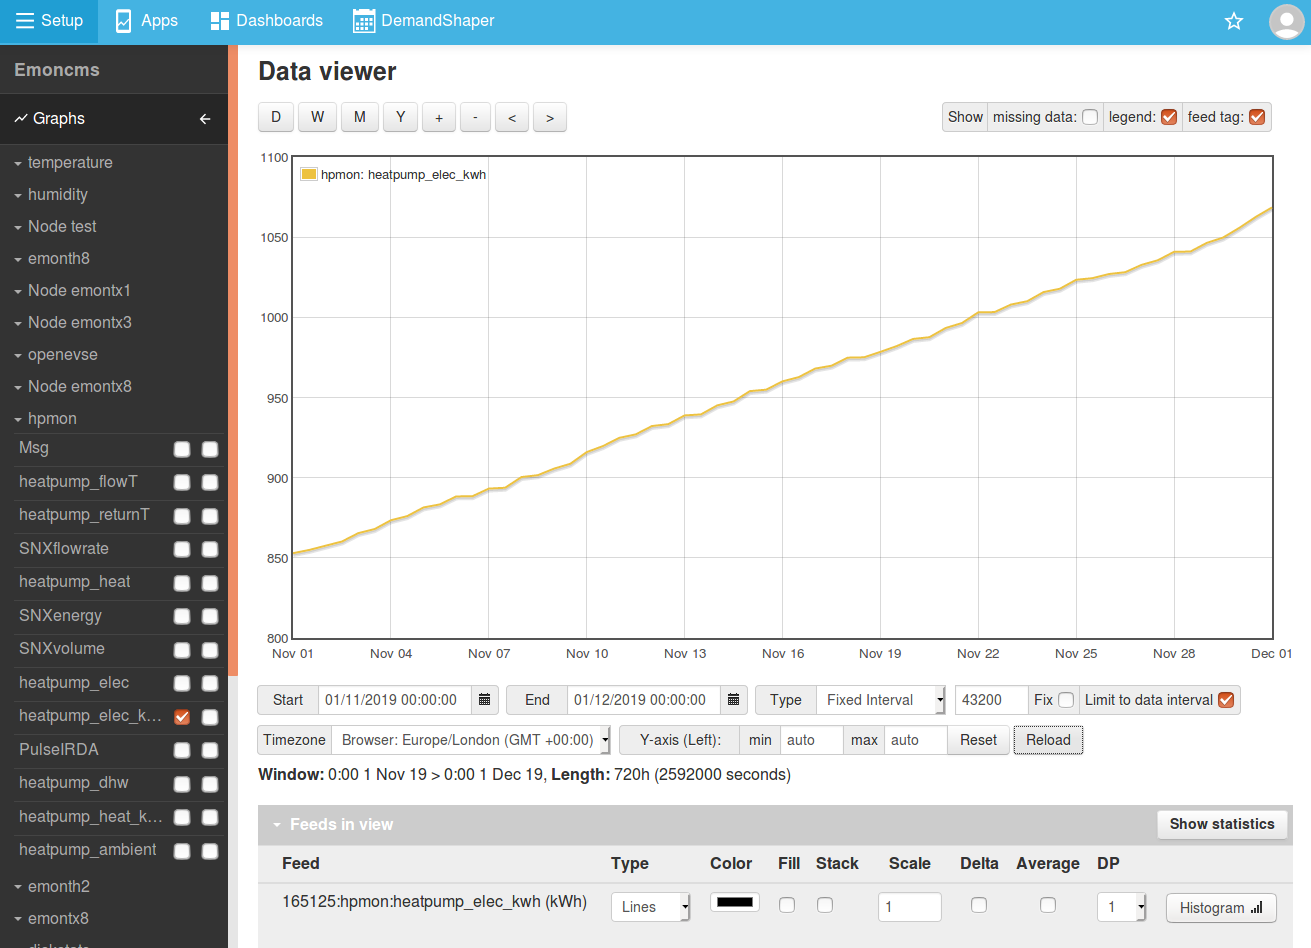 Setup Apps Dashboards DemandShaper
Emoncms
Graphs
temperature
humidity
Node test
emonth8
Node emontx1
Node emontx3
openevse
Node emontx8
hpmon
Msg
heatpump_flowT
heatpump_returnT
SNXflowrate
heatpump_heat
SNXenergy
SNXvolume
heatpump_elec
heatpump_elec_k...
PulseIRDA
heatpump_dhw
heatpump_heat_k...
heatpump_ambient
emonth2
emontx8
Data viewer
D W M Y + - < >
Show missing data: legend: feed tag:
hpmon: heatpump_elec_kwh
1100
1050
1000
950
900
850
800
Nov 01 Nov 04 Nov 07 Nov 10 Nov 13 Nov 16 Nov 19 Nov 22 Nov 25 Nov 28 Dec 01
Start 01/11/2019 00:00:00 End 01/12/2019 00:00:00 Type Fixed Interval 43200 Fix Limit to data interval
Timezone Browser: Europe/London (GMT +00:00) Y-axis (Left): min auto max auto Reset Reload
Window: 0:00 1 Nov 19 > 0:00 1 Dec 19, Length: 720h (2592000 seconds)
Feeds in view Show statistics
Feed Type Color Fill Stack Scale Delta Average DP
165125:hpmon:heatpump_elec_kwh (kWh) Lines 1 1 Histogram